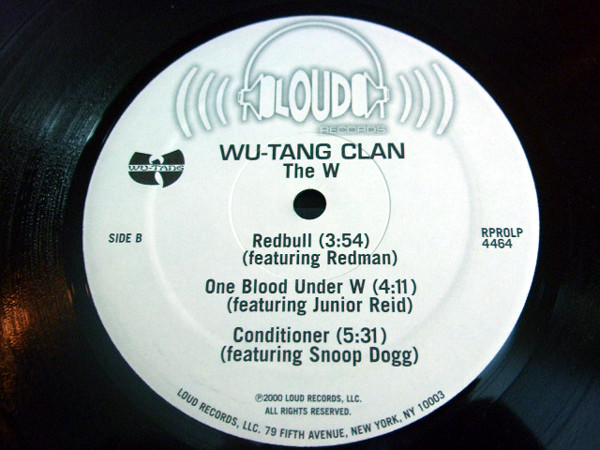 LOUD
RECORDS
WU-TANG CLAN
The W
WU-TANG
SIDE B
RPROLP
4464
Redbull (3:54)
(featuring Redman)
One Blood Under W (4:11)
(featuring Junior Reid)
Conditioner (5:31)
(featuring Snoop Dogg)
℗2000 LOUD RECORDS, LLC.
ALL RIGHTS RESERVED.
LOUD RECORDS, LLC. 79 FIFTH AVENUE, NEW YORK, NY 10003